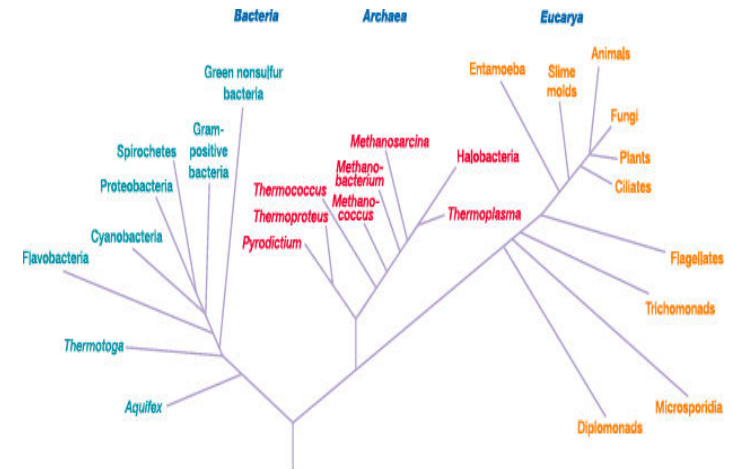 Bacteria
Archaea
Eucarya
Green nonsulfur
bacteria
Gram-
positive
bacteria
Spirochetes
Proteobacteria
Cyanobacteria
Flavobacteria
Thermotoga
Aquifex
Methanosarcina
Methano-
bacterium
Methano-
coccus
Thermococcus
Thermoproteus
Pyrodictium
Halobacteria
Thermoplasma
Entamoeba
Slime
molds
Animals
Fungi
Plants
Ciliates
Flagellates
Trichomonads
Microsporidia
Diplomonads